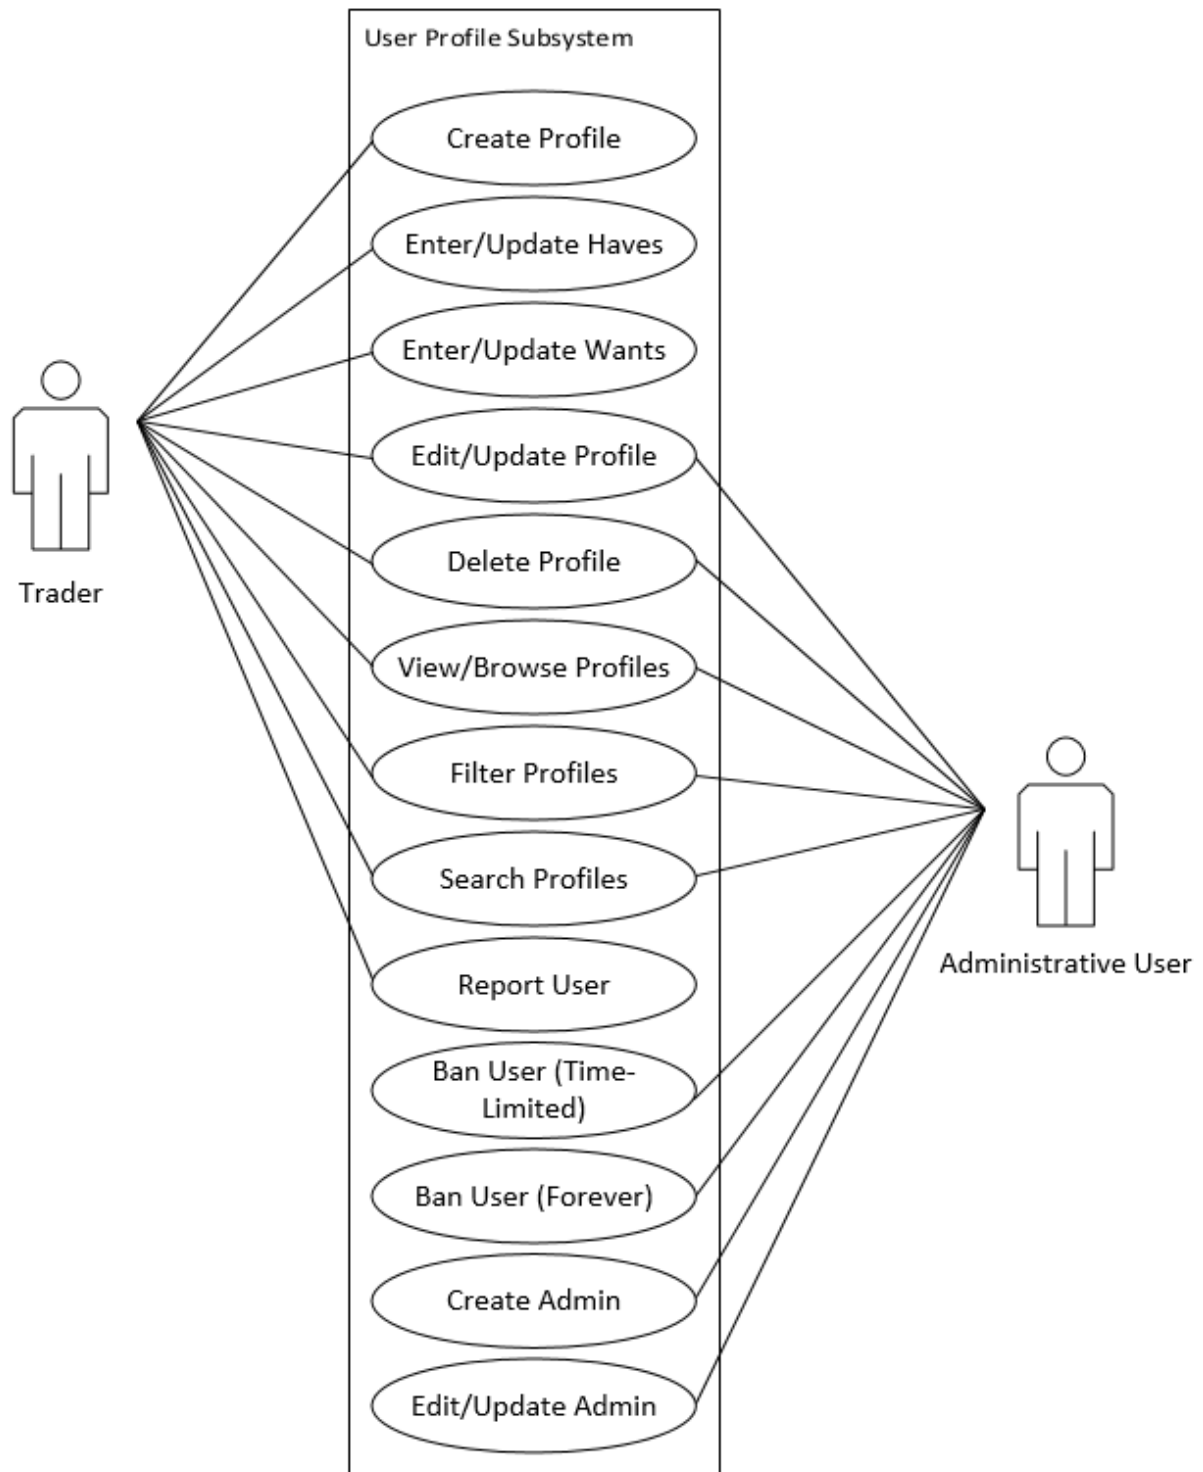 User Profile Subsystem
Create Profile
Enter/Update Haves
Enter/Update Wants
Edit/Update Profile
Delete Profile
Trader
View/Browse Profiles
Filter Profiles
Search Profiles
Administrative User
Report User
Ban User (Time-
Limited)
Ban User (Forever)
Create Admin
Edit/Update Admin